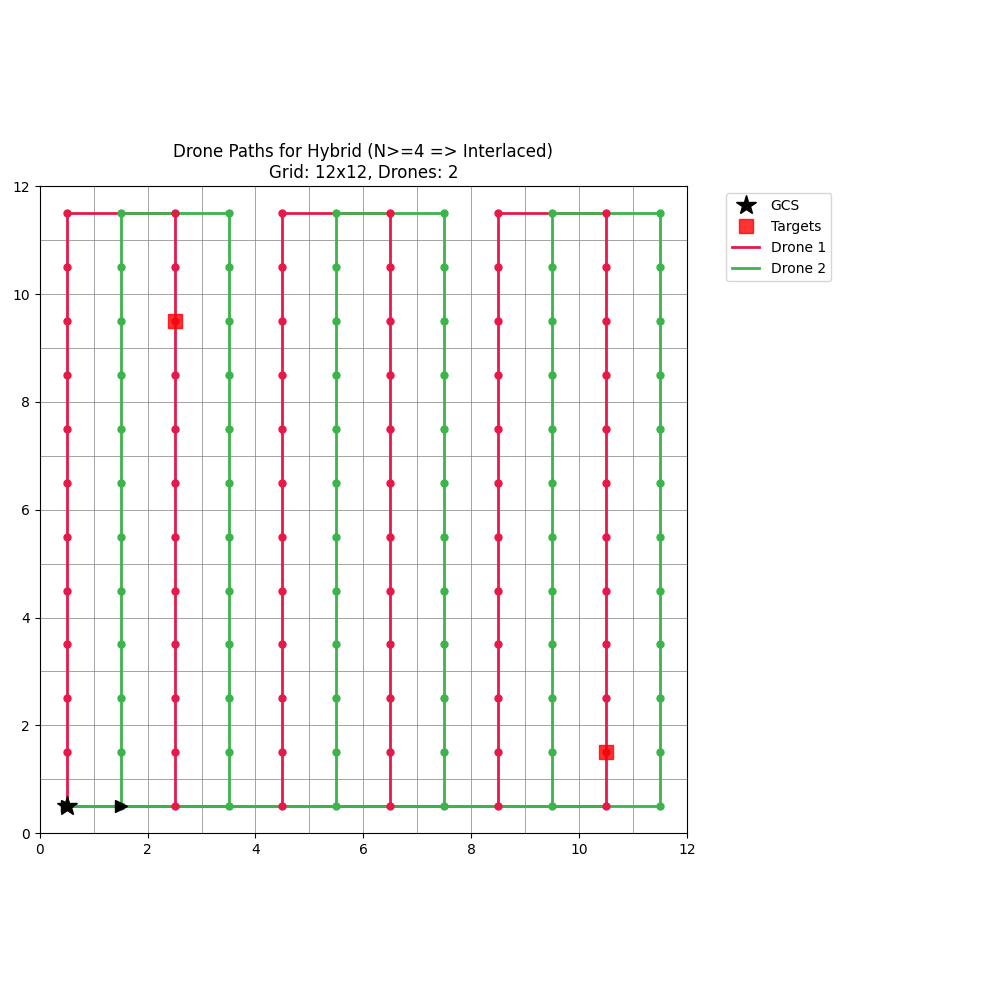 Drone Paths for Hybrid (N>=4 => Interlaced)
Grid: 12x12, Drones: 2
12
10
8
6
4
2
0
0 2 4 6 8 10 12
GCS
Targets
Drone 1
Drone 2